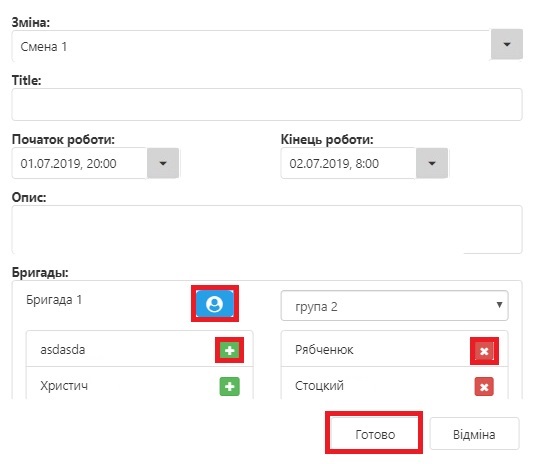 Зміна:
Смена 1
Title:
Початок роботи: Кінець роботи:
01.07.2019, 20:00 02.07.2019, 8:00
Опис:
Бригады:
Бригада 1 група 2
asdasda Рябченюк
Христич Стоцкий
Готово Відміна